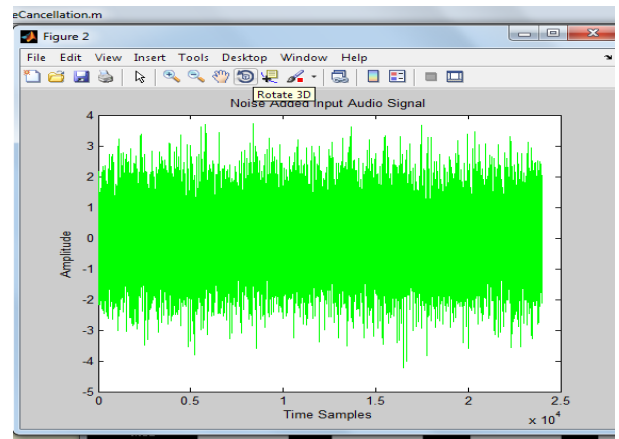 eCancellation.m
Figure 2
File Edit View Insert Tools Desktop Window Help
Rotate 3D
Noise Added Input Audio Signal
4
3
2
1
0
-1
-2
-3
-4
-5
Amplitude
0 0.5 1 1.5 2 2.5
Time Samples
x 10^4